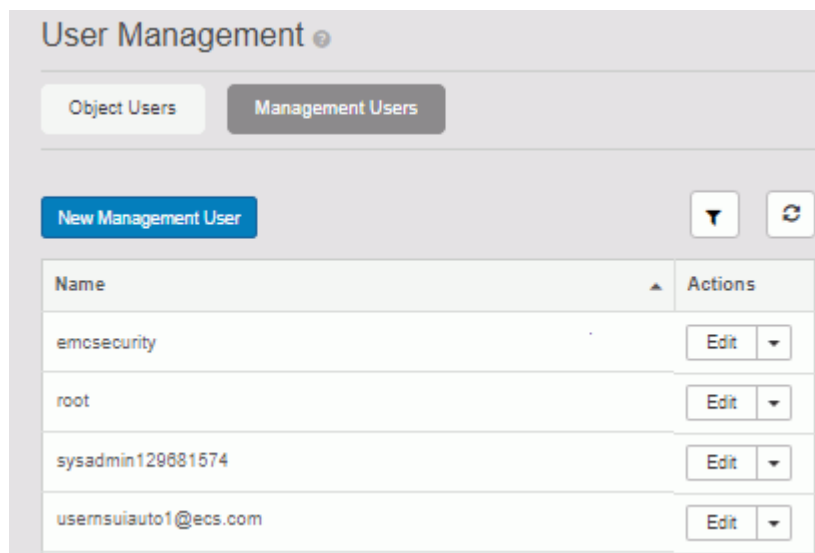 User Management
Object Users Management Users
New Management User
Name Actions
emcsecurity Edit
root Edit
sysadmin129681574 Edit
usernsuiauto1@ecs.com Edit